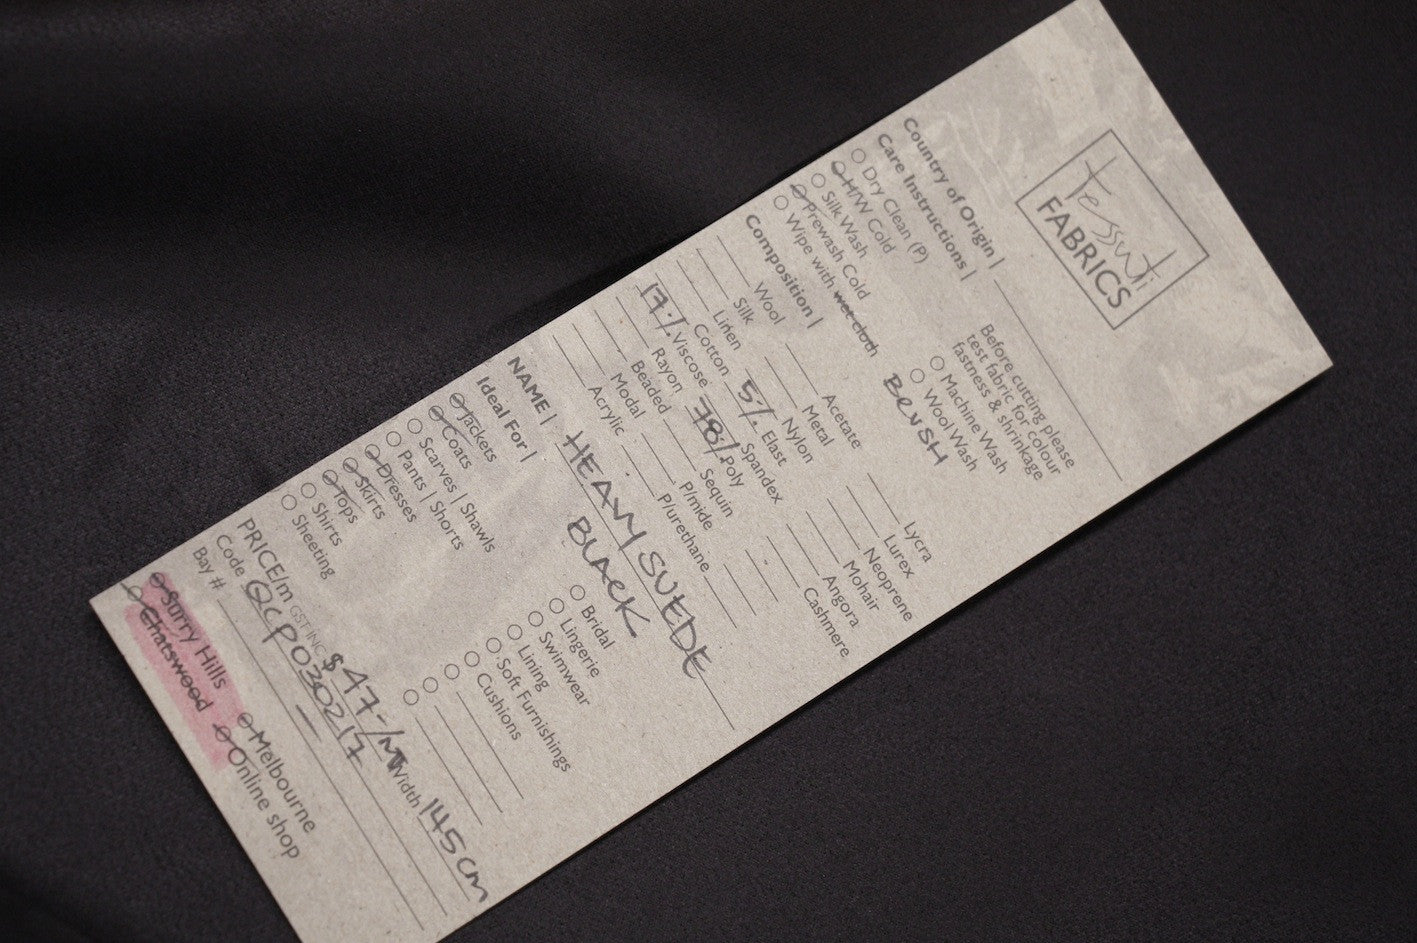 Tessuti
FABRICS
Country of Origin |
Care Instructions |
Before cutting please
test fabric for colour
fastness & shrinkage
Dry Clean (P)
H/W Cold
Silk Wash
Prewash Cold
Wipe with wet cloth
Machine Wash
Wool Wash
BRUSH
Composition |
Wool
Silk
Linen
Cotton
17% Viscose
Rayon
Beaded
Modal
Acrylic
Acetate
Metal
Nylon
5% Elast
Spandex
78% Poly
Sequin
P/mide
P/urethane
Lycra
Lurex
Neoprene
Mohair
Angora
Cashmere
NAME | HEAVY SUEDE
BLACK
Ideal For |
Jackets
Coats
Scarves | Shawls
Pants | Shorts
Dresses
Skirts
Tops
Shirts
Sheeting
Bridal
Lingerie
Swimwear
Lining
Soft Furnishings
Cushions
PRICE/m GST INC $47-/M Width 145cm
Code QCP030217
Bay #
Surry Hills
Chatswood
Melbourne
Online shop